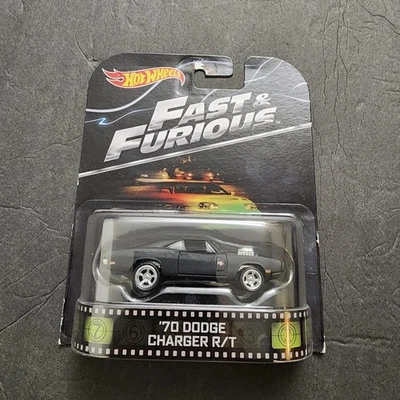 Hot Wheels
FAST &
FURIOUS
'70 DODGE
CHARGER R/T